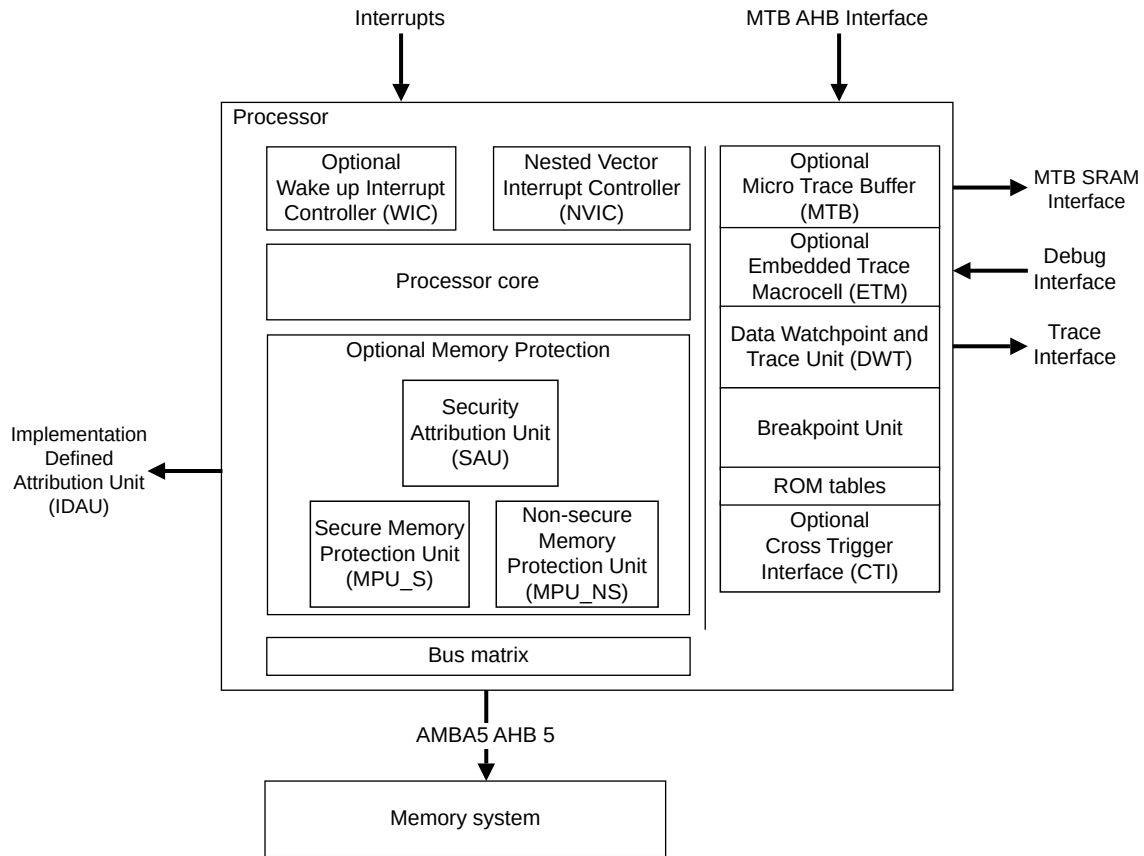 Interrupts
MTB AHB Interface
Processor
Optional
Wake up Interrupt
Controller (WIC)
Nested Vector
Interrupt Controller
(NVIC)
Processor core
Optional Memory Protection
Security
Attribution Unit
(SAU)
Secure Memory
Protection Unit
(MPU_S)
Non-secure
Memory
Protection Unit
(MPU_NS)
Bus matrix
Optional
Micro Trace Buffer
(MTB)
Optional
Embedded Trace
Macrocell (ETM)
Data Watchpoint and
Trace Unit (DWT)
Breakpoint Unit
ROM tables
Optional
Cross Trigger
Interface (CTI)
MTB SRAM
Interface
Debug
Interface
Trace
Interface
Implementation
Defined
Attribution Unit
(IDAU)
AMBA5 AHB 5
Memory system